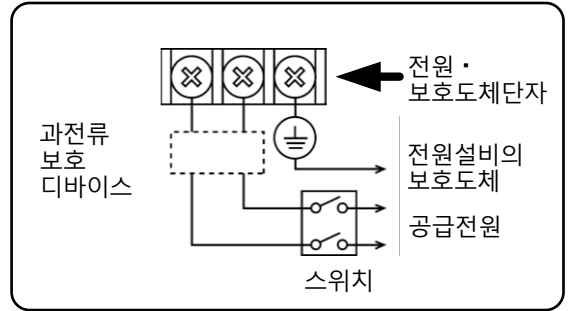 전원・
보호도체단자
과전류
보호
디바이스
전원설비의
보호도체
공급전원
스위치